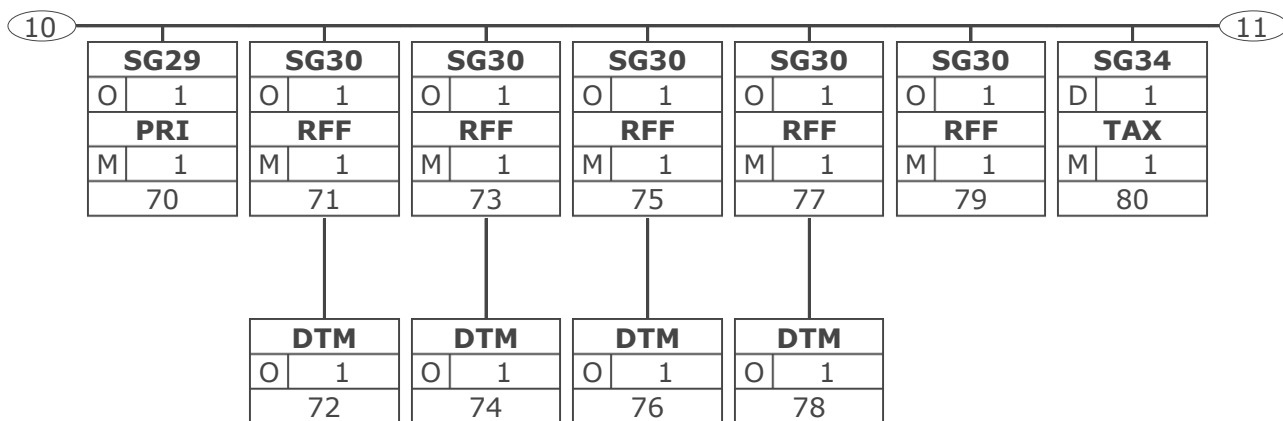 10 11
SG29 SG30 SG30 SG30 SG30 SG30 SG34
O 1 O 1 O 1 O 1 O 1 O 1 D 1
PRI RFF RFF RFF RFF RFF TAX
M 1 M 1 M 1 M 1 M 1 M 1 M 1
70 71 73 75 77 79 80
DTM DTM DTM DTM
O 1 O 1 O 1 O 1
72 74 76 78